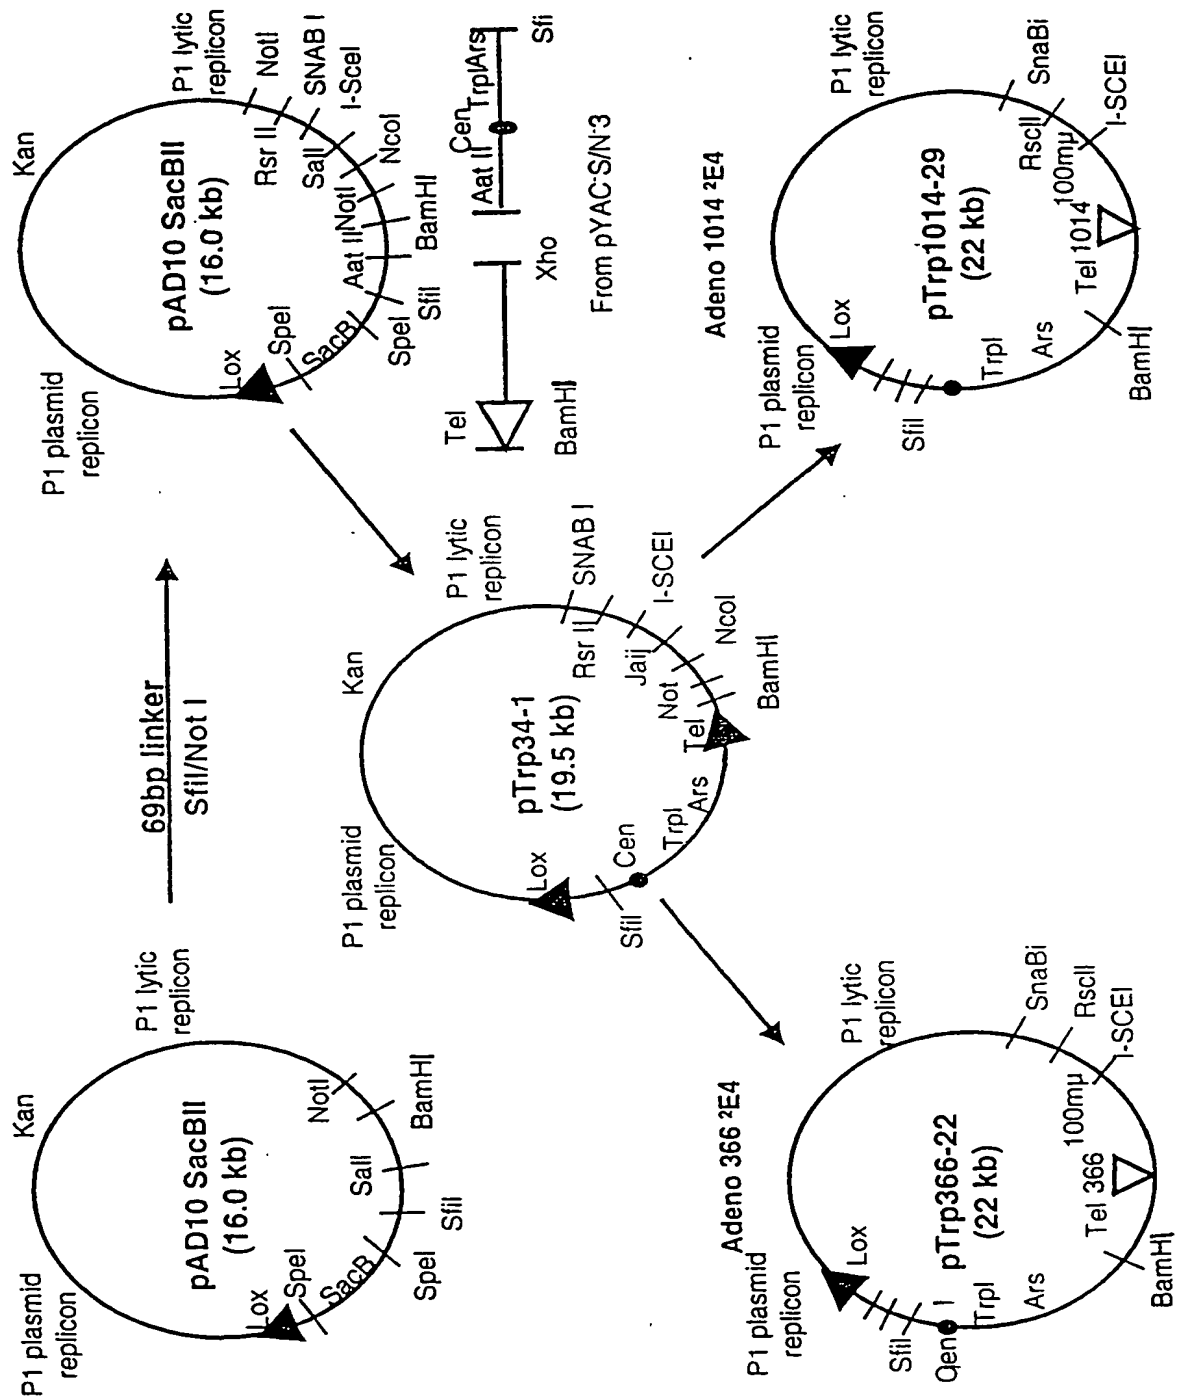 Kan
P1 plasmid
replicon
P1 lytic
replicon
pAD10 SacBII
(16.0 kb)
Lox
SpeI
SacB
SpeI
SfiI
SalI
BamHI
NotI
69bp linker
SfiI/Not I
Kan
P1 plasmid
replicon
P1 lytic
replicon
pAD10 SacBII
(16.0 kb)
NotI
Rsr II
SNAB I
SalI
I-SceI
NcoI
NotI
BamHI
Aat II
SfiI
SpeI
SacB
SpeI
Lox
Tel
BamHI
Xho
Aat II
Cen
TrpI
Ars
Sfi
From pYAC·S/N·3
Kan
P1 plasmid
replicon
P1 lytic
replicon
pTrp34-1
(19.5 kb)
Lox
SfiI
Cen
TrpI
Ars
Tel
BamHI
Not
NcoI
Jaij
I-SCEI
Rsr II
SNAB I
Adeno 366 ²E4
P1 plasmid
replicon
P1 lytic
replicon
pTrp366-22
(22 kb)
Lox
SfiI
I
TrpI
Ars
BamHI
Tel 366
100mµ
I-SCEI
RscII
SnaBi
Adeno 1014 ²E4
P1 plasmid
replicon
P1 lytic
replicon
pTrp1014-29
(22 kb)
Lox
SfiI
TrpI
Ars
BamHI
Tel 1014
100mµ
I-SCEI
RscII
SnaBi